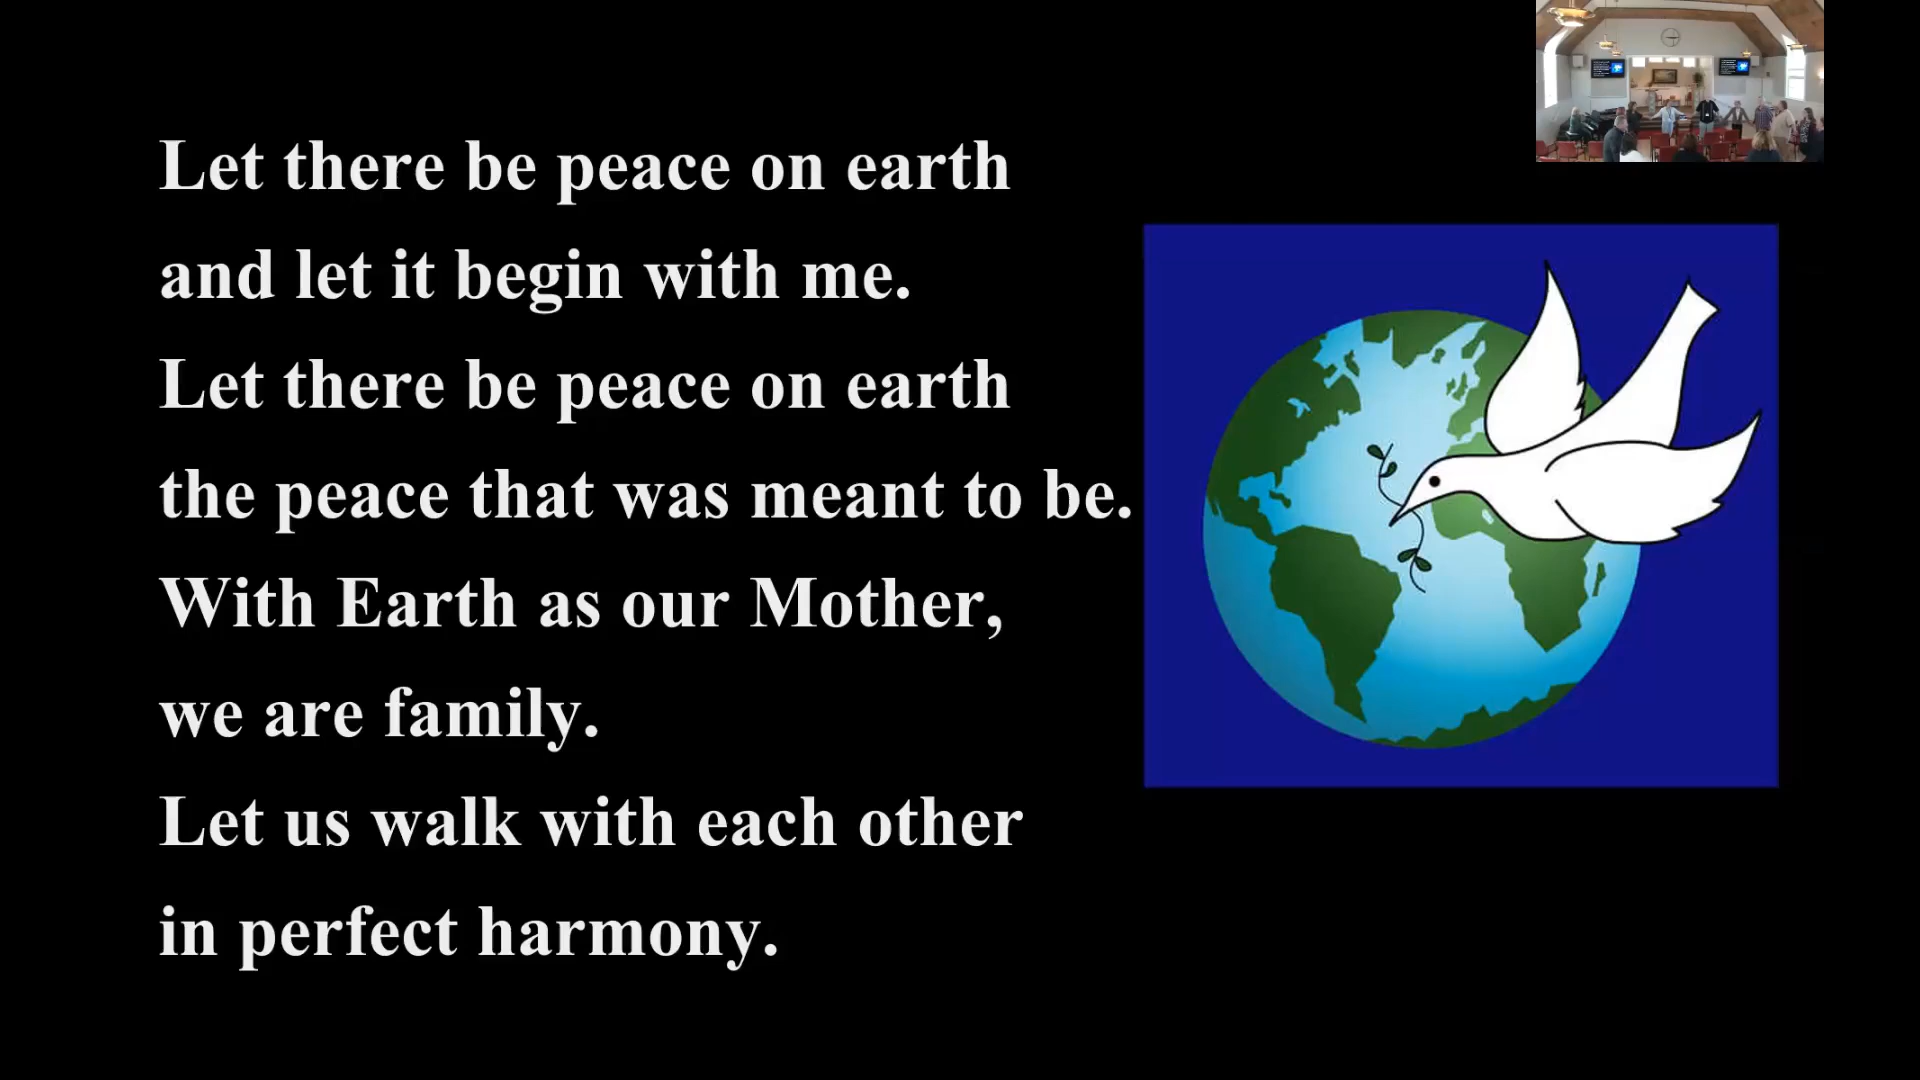 Let there be peace on earth
and let it begin with me.
Let there be peace on earth
the peace that was meant to be.
With Earth as our Mother,
we are family.
Let us walk with each other
in perfect harmony.